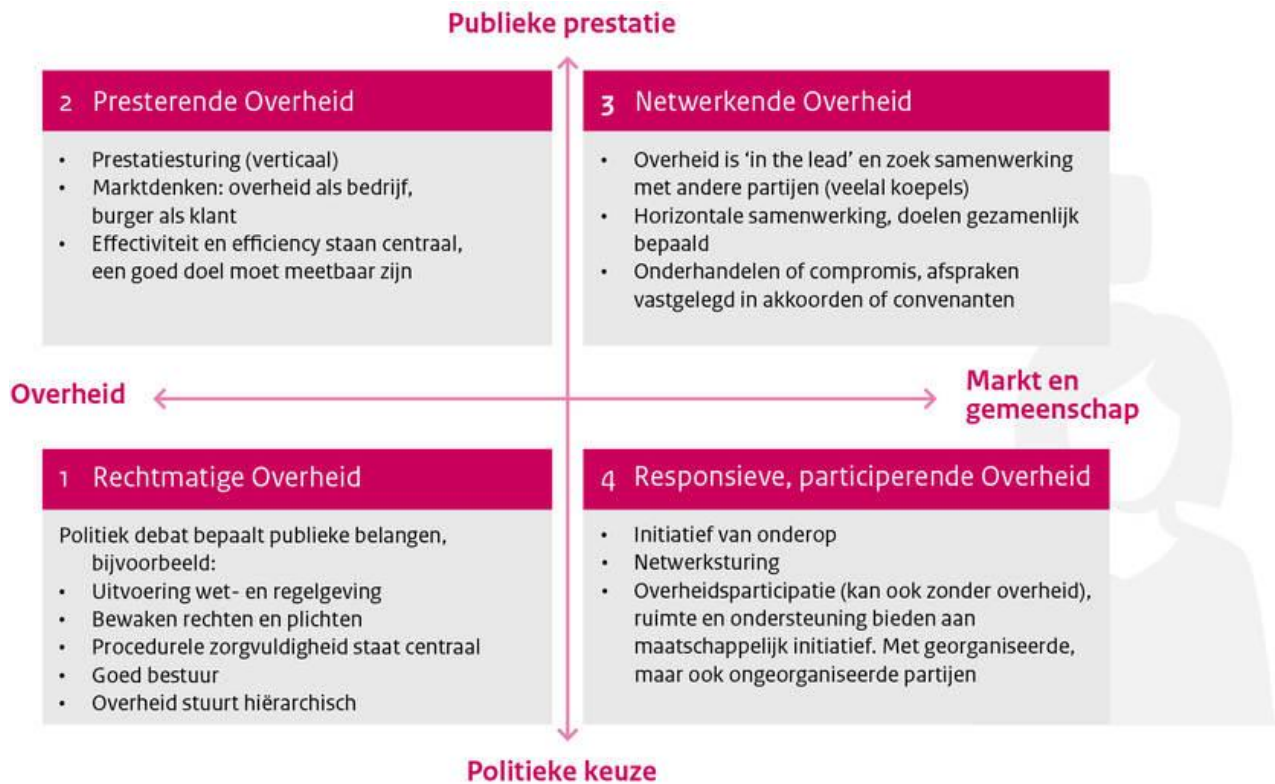 Publieke prestatie
2 Presterende Overheid
• Prestatiesturing (verticaal)
• Marktdenken: overheid als bedrijf,
burger als klant
• Effectiviteit en efficiency staan centraal,
een goed doel moet meetbaar zijn
3 Netwerkende Overheid
• Overheid is ‘in the lead’ en zoek samenwerking
met andere partijen (veelal koepels)
• Horizontale samenwerking, doelen gezamenlijk
bepaald
• Onderhandelen of compromis, afspraken
vastgelegd in akkoorden of convenanten
Overheid
Markt en
gemeenschap
1 Rechtmatige Overheid
Politiek debat bepaalt publieke belangen,
bijvoorbeeld:
• Uitvoering wet- en regelgeving
• Bewaken rechten en plichten
• Procedurele zorgvuldigheid staat centraal
• Goed bestuur
• Overheid stuurt hiërarchisch
4 Responsieve, participerende Overheid
• Initiatief van onderop
• Netwerksturing
• Overheidsparticipatie (kan ook zonder overheid),
ruimte en ondersteuning bieden aan
maatschappelijk initiatief. Met georganiseerde,
maar ook ongeorganiseerde partijen
Politieke keuze